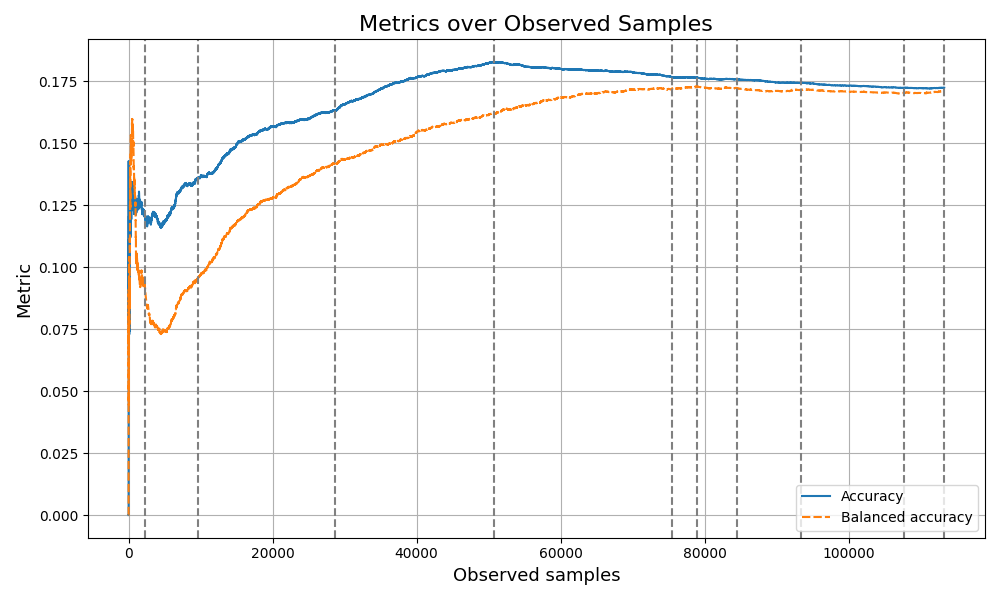 Metrics over Observed Samples
Metric
0.175
0.150
0.125
0.100
0.075
0.050
0.025
0.000
0
20000
40000
60000
80000
100000
Observed samples
Accuracy
Balanced accuracy